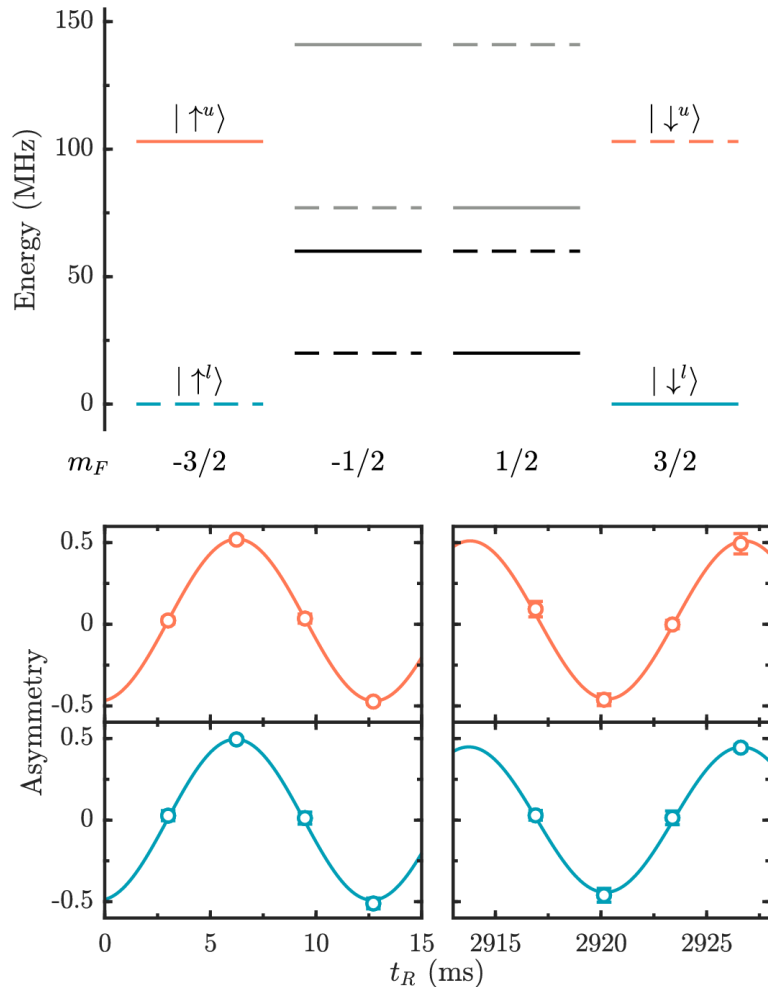 150
Energy (MHz)
| ↑ᵘ⟩
| ↓ᵘ⟩
100
50
| ↑ˡ⟩
| ↓ˡ⟩
0
m_F -3/2 -1/2 1/2 3/2
0.5
0
-0.5
Asymmetry
0.5
0
-0.5
0 5 10 15 2915 2920 2925
t_R (ms)